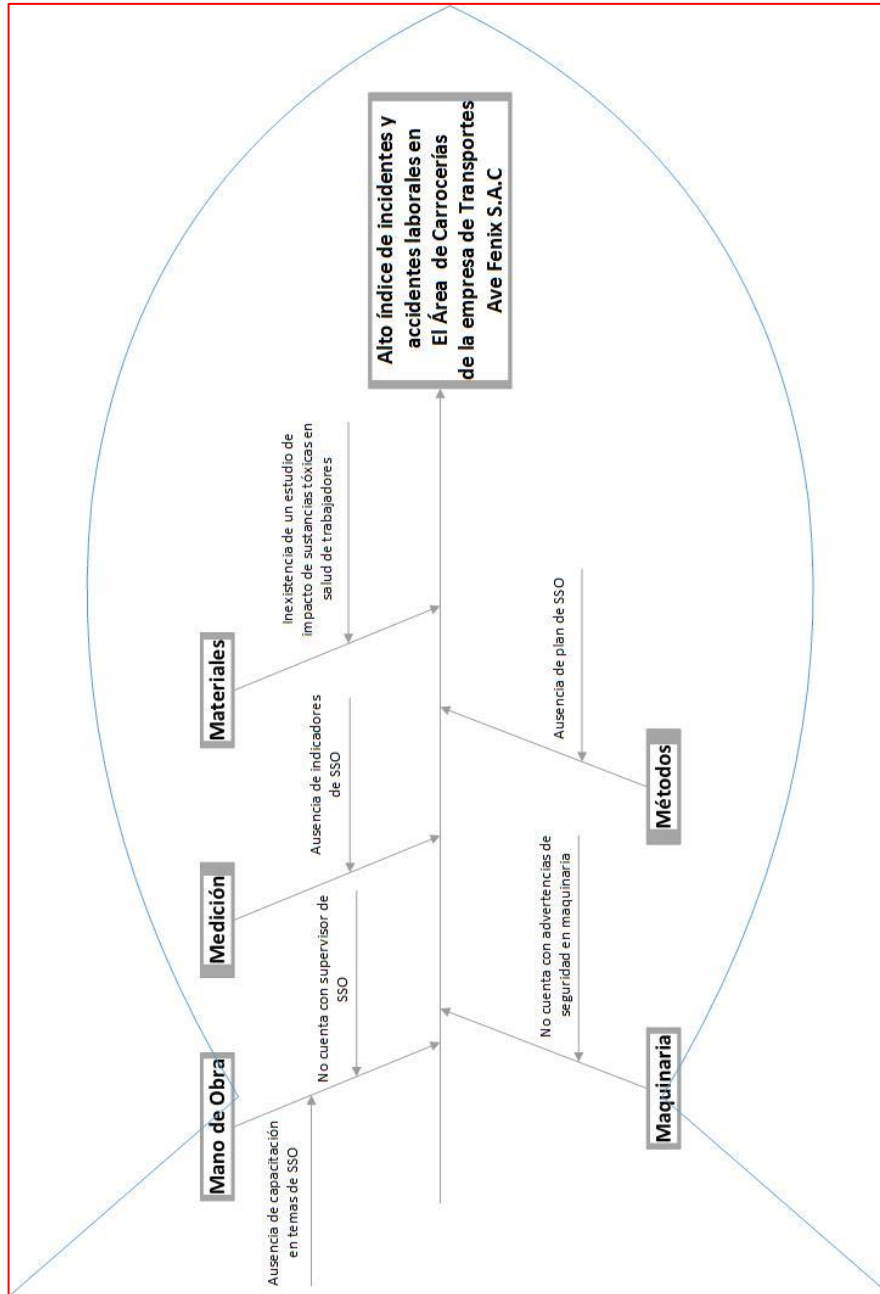 Mano de Obra
Medición
Materiales
Ausencia de capacitación
en temas de SSO
No cuenta con supervisor de
SSO
Ausencia de indicadores
de SSO
Inexistencia de un estudio de
impacto de sustancias tóxicas en
salud de trabajadores
Alto índice de incidentes y
accidentes laborales en
El Área de Carrocerías
de la empresa de Transportes
Ave Fenix S.A.C
No cuenta con advertencias de
seguridad en maquinaria
Ausencia de plan de SSO
Maquinaria
Métodos